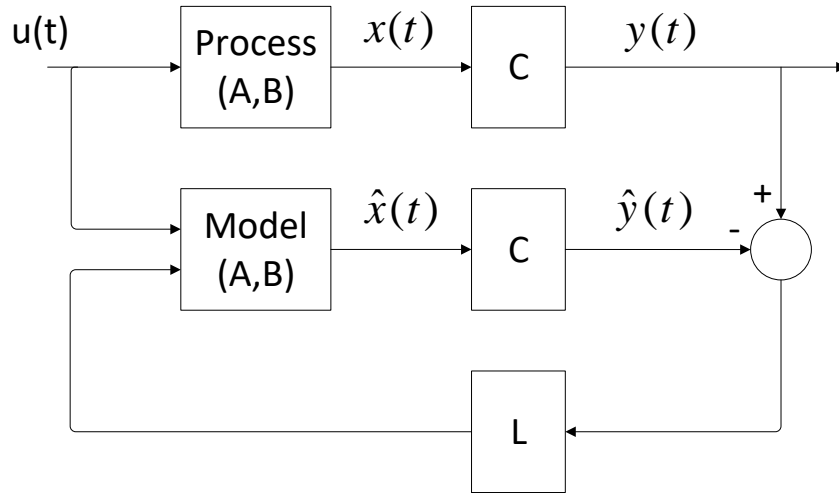 u(t)
Process
(A,B)
x(t)
C
y(t)
+
-
Model
(A,B)
x̂(t)
C
ŷ(t)
L